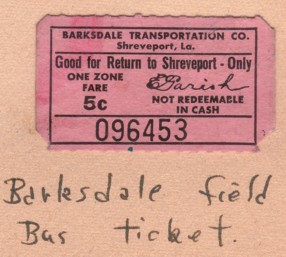 BARKSDALE TRANSPORTATION CO.
Shreveport, La.
Good for Return to Shreveport - Only
ONE ZONE
FARE
5c
E Parish
NOT REDEEMABLE
IN CASH
096453
Barksdale field
Bus ticket.